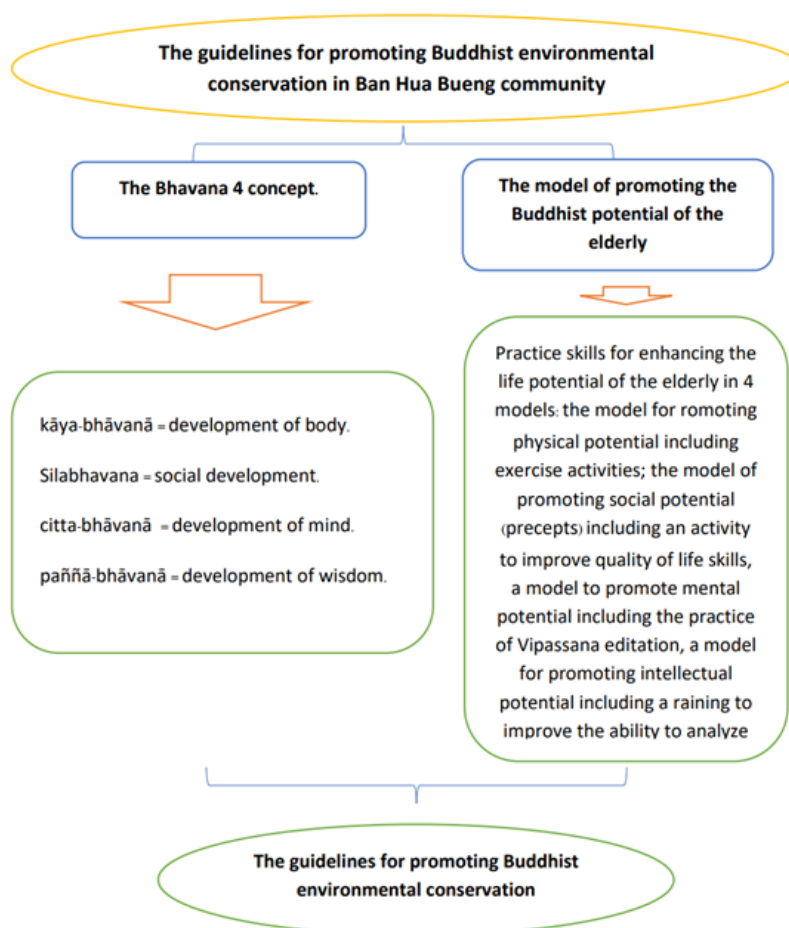 The guidelines for promoting Buddhist environmental
conservation in Ban Hua Bueng community
The Bhavana 4 concept.
The model of promoting the
Buddhist potential of the
elderly
kāya-bhāvanā = development of body.
Silabhavana = social development.
citta-bhāvanā = development of mind.
paññā-bhāvanā = development of wisdom.
Practice skills for enhancing the
life potential of the elderly in 4
models: the model for romoting
physical potential including
exercise activities; the model of
promoting social potential
(precepts) including an activity
to improve quality of life skills,
a model to promote mental
potential including the practice
of Vipassana editation, a model
for promoting intellectual
potential including a raining to
improve the ability to analyze
The guidelines for promoting Buddhist
environmental conservation